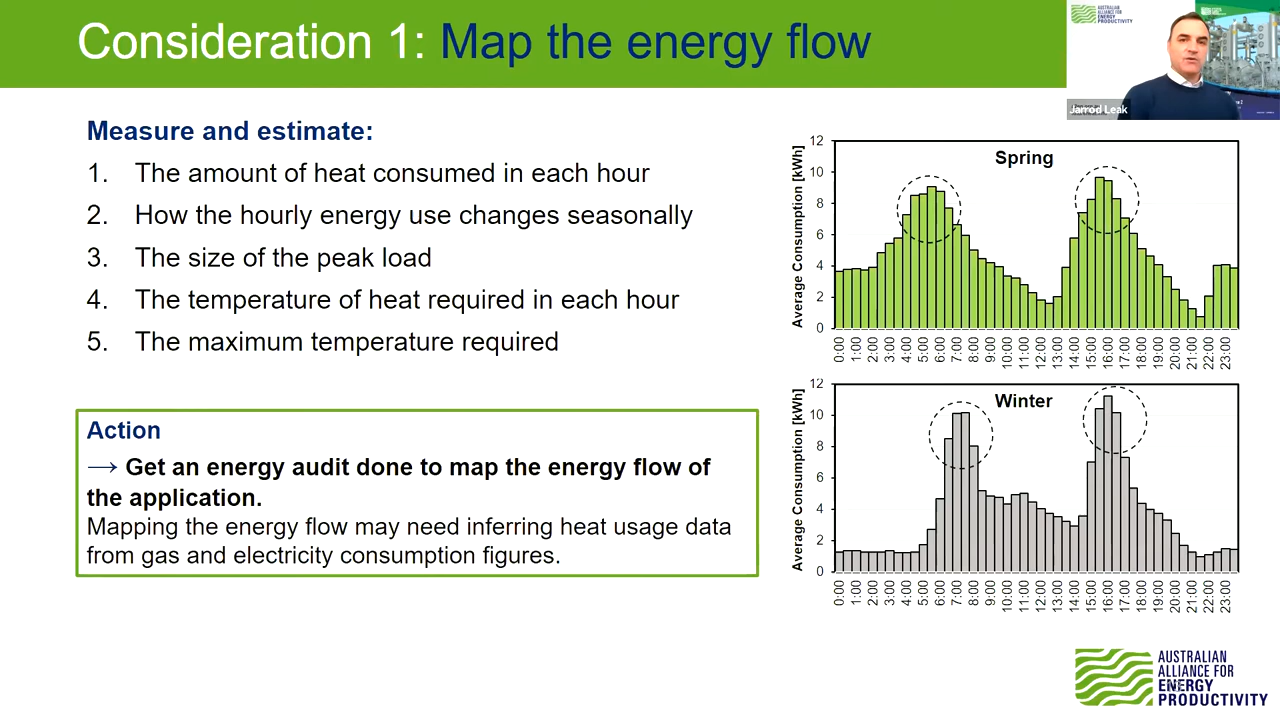 Consideration 1: Map the energy flow
AUSTRALIAN
ALLIANCE FOR
ENERGY
PRODUCTIVITY
Jarrod Leak
Measure and estimate:
1. The amount of heat consumed in each hour
2. How the hourly energy use changes seasonally
3. The size of the peak load
4. The temperature of heat required in each hour
5. The maximum temperature required
Action
→ Get an energy audit done to map the energy flow of
the application.
Mapping the energy flow may need inferring heat usage data
from gas and electricity consumption figures.
Spring
Average Consumption [kWh]
12
10
8
6
4
2
0
0:00 1:00 2:00 3:00 4:00 5:00 6:00 7:00 8:00 9:00 10:00 11:00 12:00 13:00 14:00 15:00 16:00 17:00 18:00 19:00 20:00 21:00 22:00 23:00
Winter
Average Consumption [kWh]
12
10
8
6
4
2
0
0:00 1:00 2:00 3:00 4:00 5:00 6:00 7:00 8:00 9:00 10:00 11:00 12:00 13:00 14:00 15:00 16:00 17:00 18:00 19:00 20:00 21:00 22:00 23:00
AUSTRALIAN
ALLIANCE FOR
ENERGY
PRODUCTIVITY